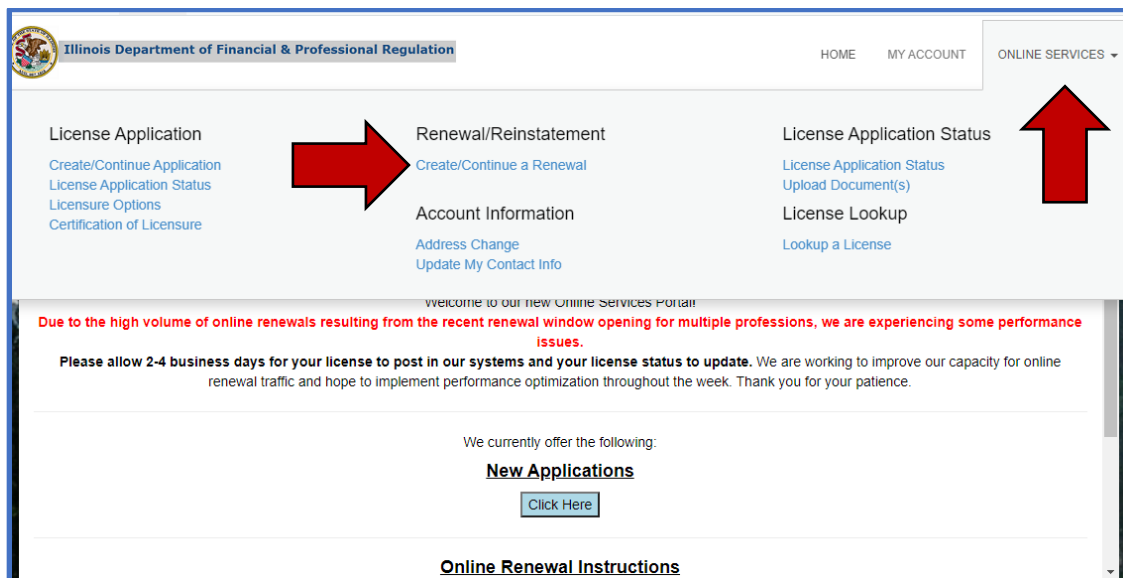 Illinois Department of Financial & Professional Regulation
HOME
MY ACCOUNT
ONLINE SERVICES
License Application
Create/Continue Application
License Application Status
Licensure Options
Certification of Licensure
Renewal/Reinstatement
Create/Continue a Renewal
Account Information
Address Change
Update My Contact Info
License Application Status
License Application Status
Upload Document(s)
License Lookup
Lookup a License
Welcome to our new Online Services Portal!
Due to the high volume of online renewals resulting from the recent renewal window opening for multiple professions, we are experiencing some performance
issues.
Please allow 2-4 business days for your license to post in our systems and your license status to update. We are working to improve our capacity for online
renewal traffic and hope to implement performance optimization throughout the week. Thank you for your patience.
We currently offer the following:
New Applications
Click Here
Online Renewal Instructions